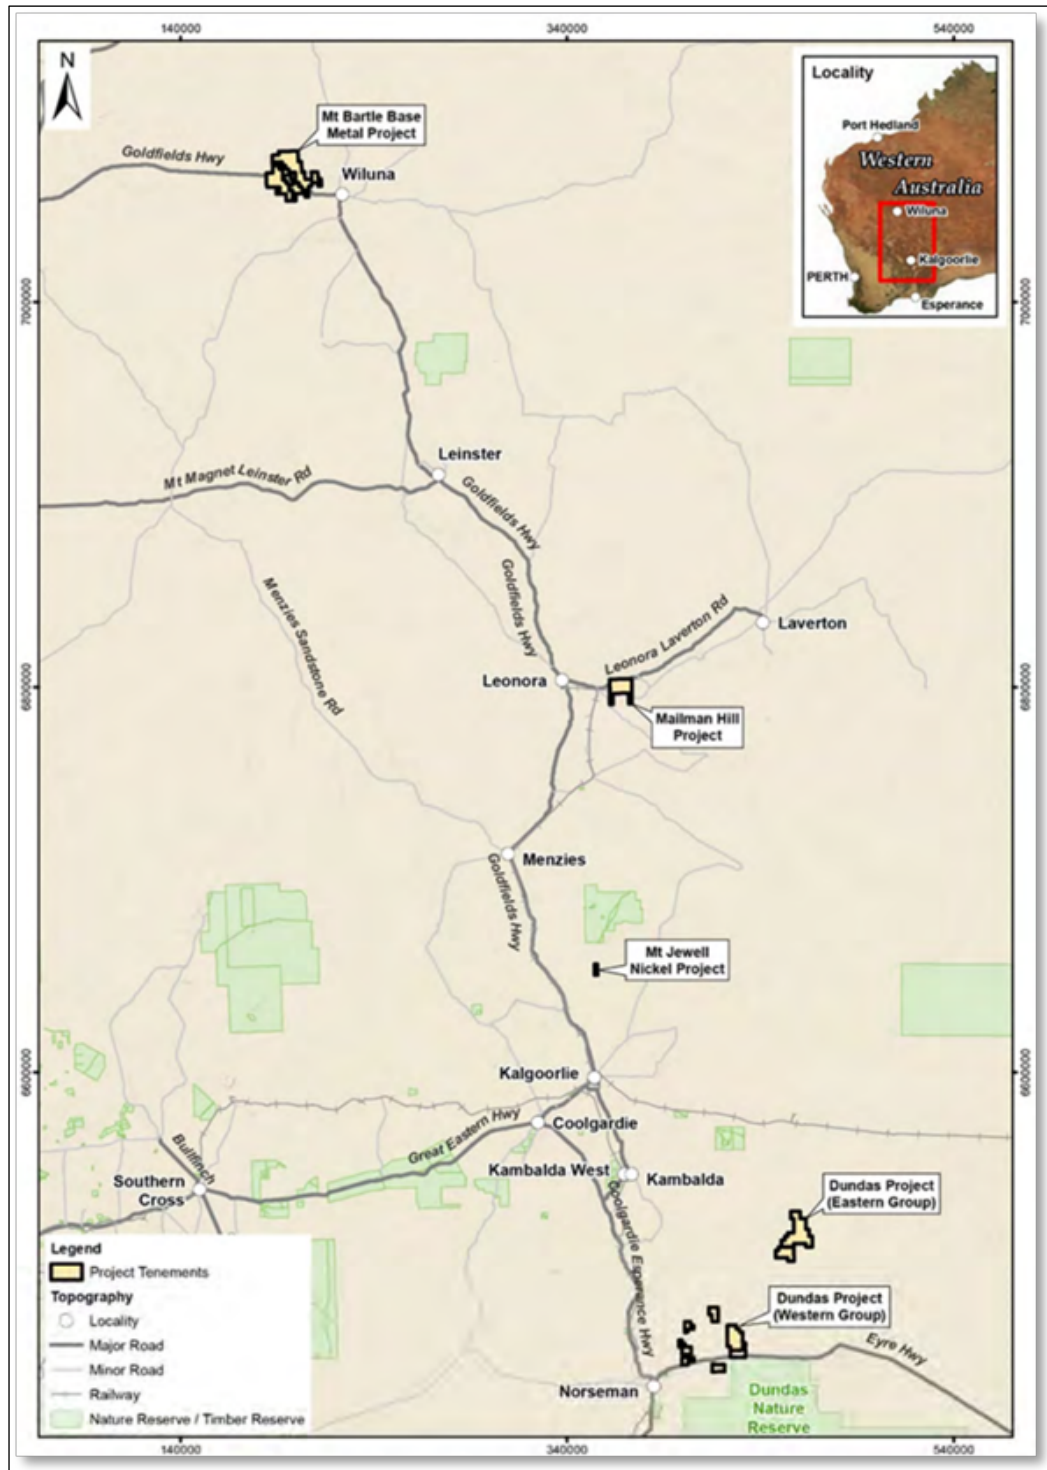 140000
340000
540000
N
Locality
Port Hedland
Western
Australia
Wiluna
Kalgoorlie
PERTH
Esperance
Mt Bartle Base
Metal Project
Goldfields Hwy
Wiluna
7000000
7000000
Leinster
Mt Magnet Leinster Rd
Goldfields Hwy
Goldfields Hwy
Menzies Sandstone Rd
Leonora Laverton Rd
Laverton
Leonora
6800000
6800000
Mailman Hill
Project
Menzies
Goldfields Hwy
Mt Jewell
Nickel Project
Kalgoorlie
6600000
6600000
Great Eastern Hwy
Coolgardie
Bullfinch
Kambalda West
Kambalda
Southern
Cross
Coolgardie Esperance Hwy
Dundas Project
(Eastern Group)
Dundas Project
(Western Group)
Eyre Hwy
Norseman
Dundas
Nature
Reserve
Legend
Project Tenements
Topography
Locality
Major Road
Minor Road
Railway
Nature Reserve / Timber Reserve
140000
340000
540000